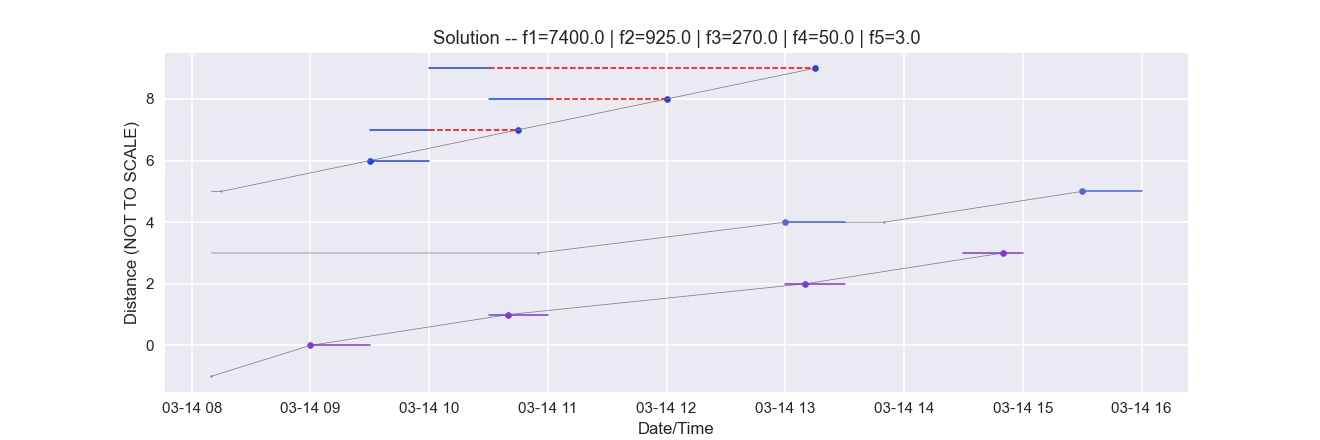 Solution -- f1=7400.0 | f2=925.0 | f3=270.0 | f4=50.0 | f5=3.0
Distance (NOT TO SCALE)
8
6
4
2
0
03-14 08 03-14 09 03-14 10 03-14 11 03-14 12 03-14 13 03-14 14 03-14 15 03-14 16
Date/Time